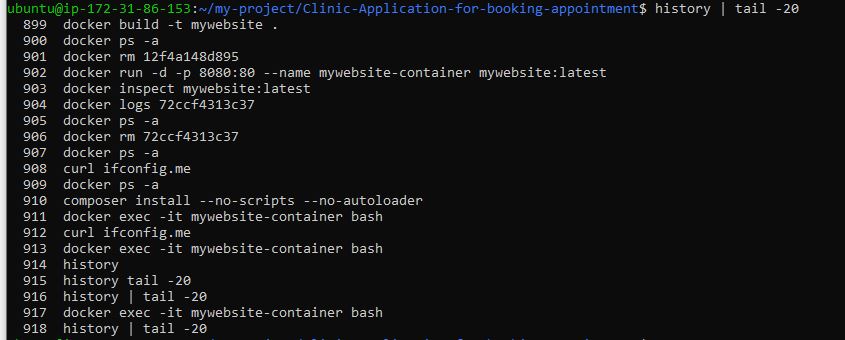 ubuntu@ip-172-31-86-153:~/my-project/Clinic-Application-for-booking-appointment$ history | tail -20
899 docker build -t mywebsite .
900 docker ps -a
901 docker rm 12f4a148d895
902 docker run -d -p 8080:80 --name mywebsite-container mywebsite:latest
903 docker inspect mywebsite:latest
904 docker logs 72ccf4313c37
905 docker ps -a
906 docker rm 72ccf4313c37
907 docker ps -a
908 curl ifconfig.me
909 docker ps -a
910 composer install --no-scripts --no-autoloader
911 docker exec -it mywebsite-container bash
912 curl ifconfig.me
913 docker exec -it mywebsite-container bash
914 history
915 history tail -20
916 history | tail -20
917 docker exec -it mywebsite-container bash
918 history | tail -20